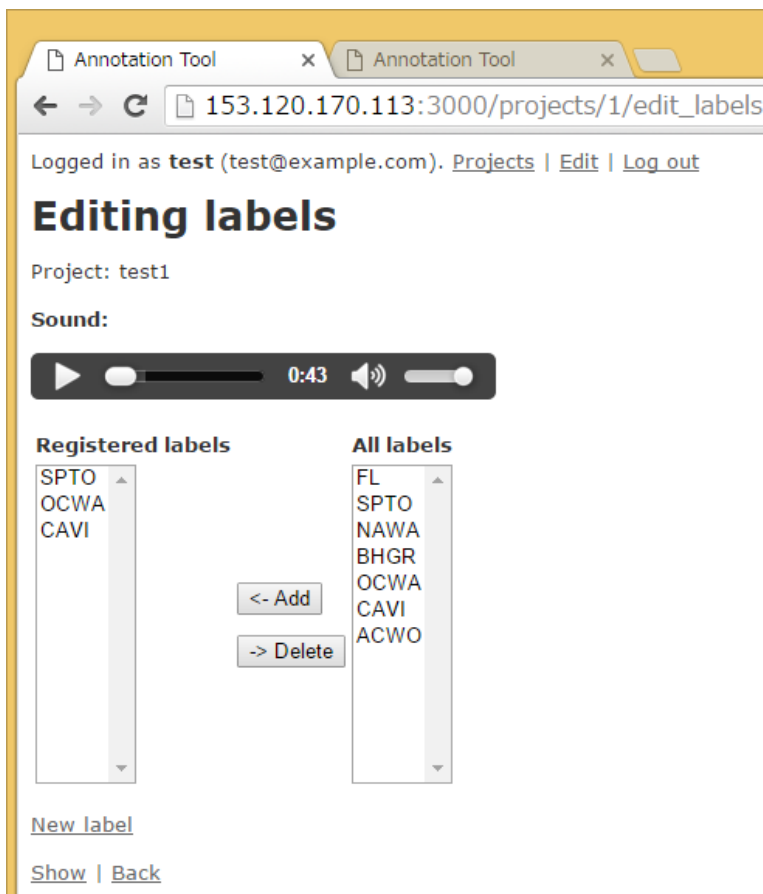 Annotation Tool
Annotation Tool
153.120.170.113:3000/projects/1/edit_labels
Logged in as test (test@example.com). Projects | Edit | Log out
Editing labels
Project: test1
Sound:
0:43
Registered labels
SPTO
OCWA
CAVI
<- Add
-> Delete
All labels
FL
SPTO
NAWA
BHGR
OCWA
CAVI
ACWO
New label
Show | Back